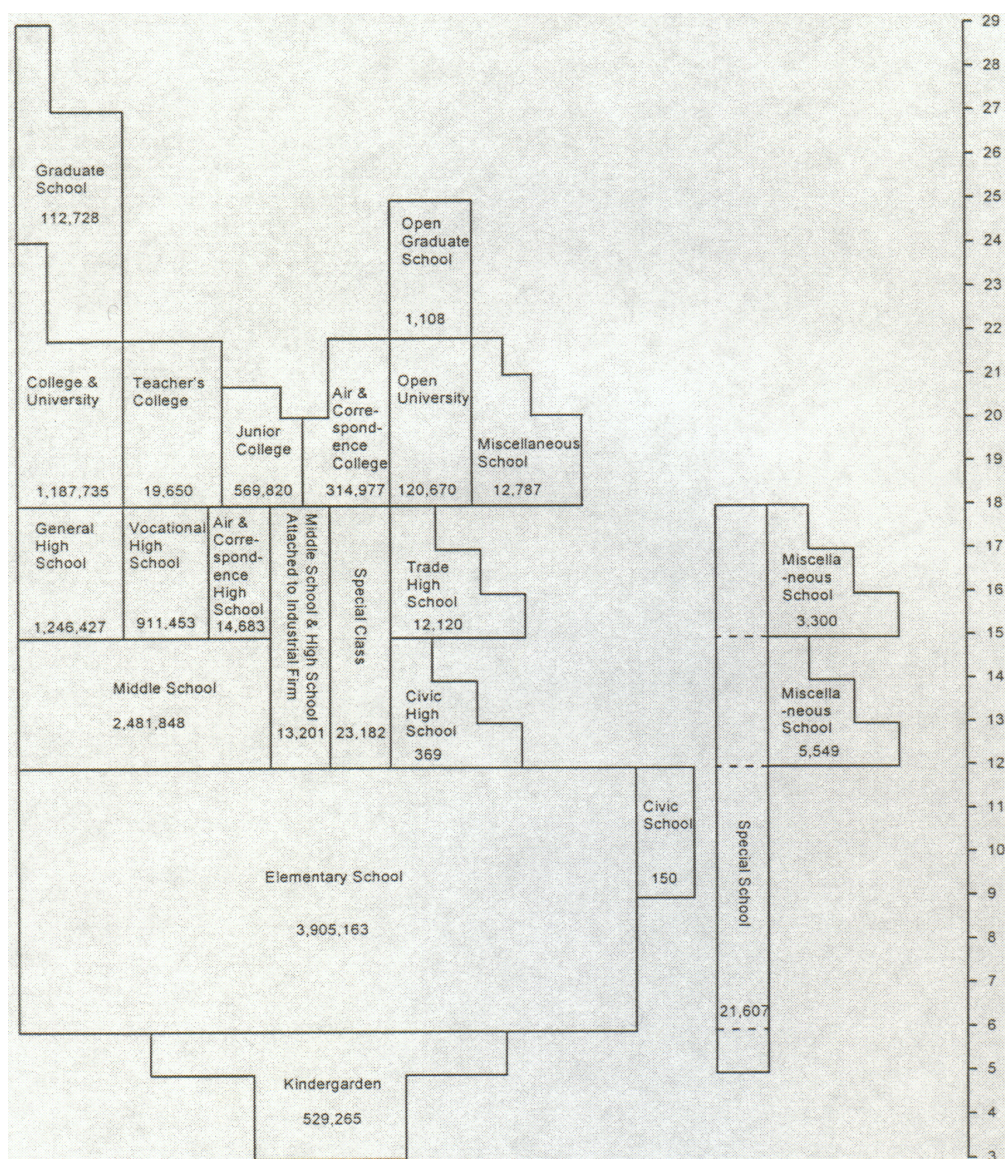 29
28
27
26
25
24
23
22
21
20
19
18
17
16
15
14
13
12
11
10
9
8
7
6
5
4
3
Graduate
School
112,728
Open
Graduate
School
1,108
College &
University
1,187,735
Teacher's
College
19,650
Junior
College
569,820
Air &
Corre-
spond-
ence
College
314,977
Open
University
120,670
Miscellaneous
School
12,787
General
High
School
1,246,427
Vocational
High
School
911,453
Air &
Corre-
spond-
ence
High
School
14,683
Middle School & High School
Attached to Industrial Firm
13,201
Special Class
23,182
Trade
High
School
12,120
Miscella
-neous
School
3,300
Middle School
2,481,848
Civic
High
School
369
Miscella
-neous
School
5,549
Elementary School
3,905,163
Civic
School
150
Special School
21,607
Kindergarden
529,265